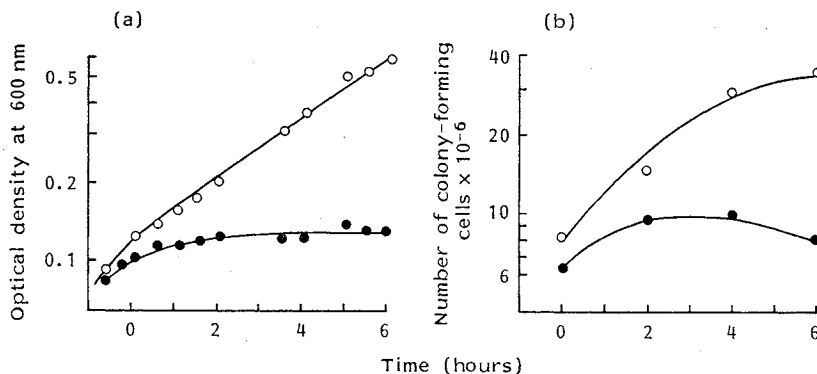 (a)
(b)
Optical density at 600 nm
0.5
0.2
0.1
0
2
4
6
Number of colony-forming
cells x 10-6
40
20
10
8
6
0
2
4
6
Time (hours)